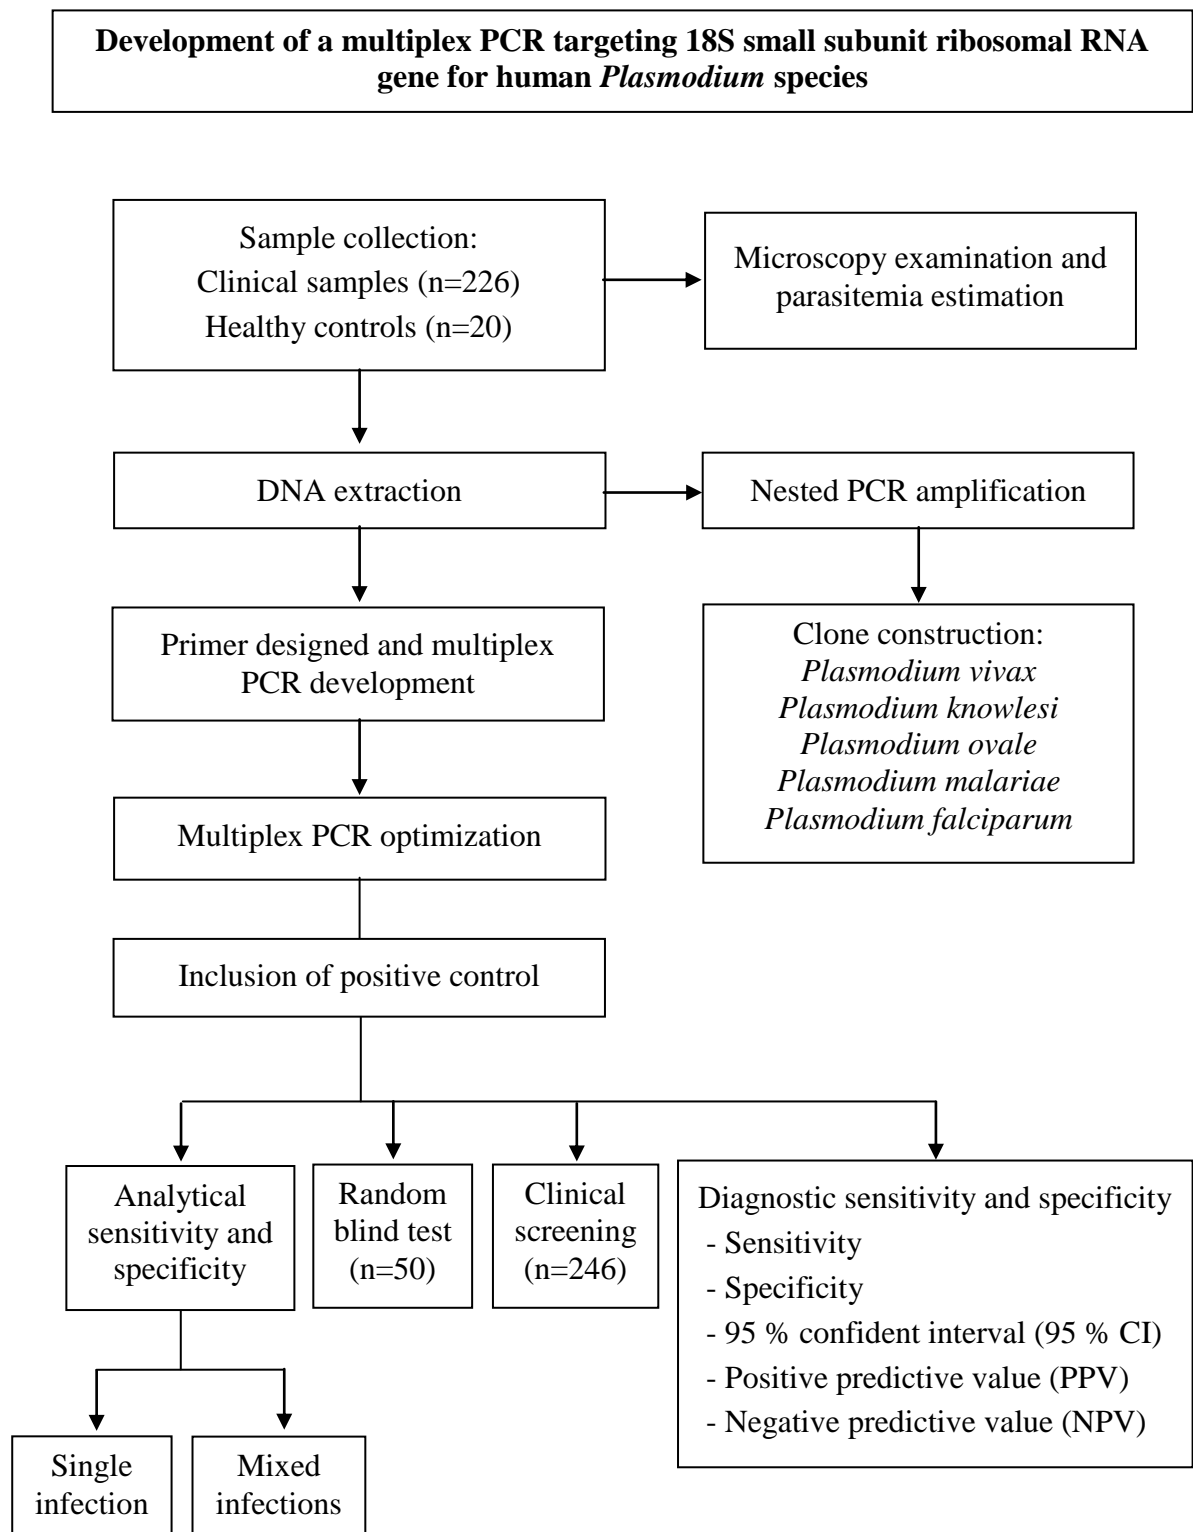 Development of a multiplex PCR targeting 18S small subunit ribosomal RNA
gene for human Plasmodium species
Sample collection:
Clinical samples (n=226)
Healthy controls (n=20)
Microscopy examination and
parasitemia estimation
DNA extraction
Nested PCR amplification
Primer designed and multiplex
PCR development
Clone construction:
Plasmodium vivax
Plasmodium knowlesi
Plasmodium ovale
Plasmodium malariae
Plasmodium falciparum
Multiplex PCR optimization
Inclusion of positive control
Analytical
sensitivity and
specificity
Random
blind test
(n=50)
Clinical
screening
(n=246)
Diagnostic sensitivity and specificity
- Sensitivity
- Specificity
- 95 % confident interval (95 % CI)
- Positive predictive value (PPV)
- Negative predictive value (NPV)
Single
infection
Mixed
infections